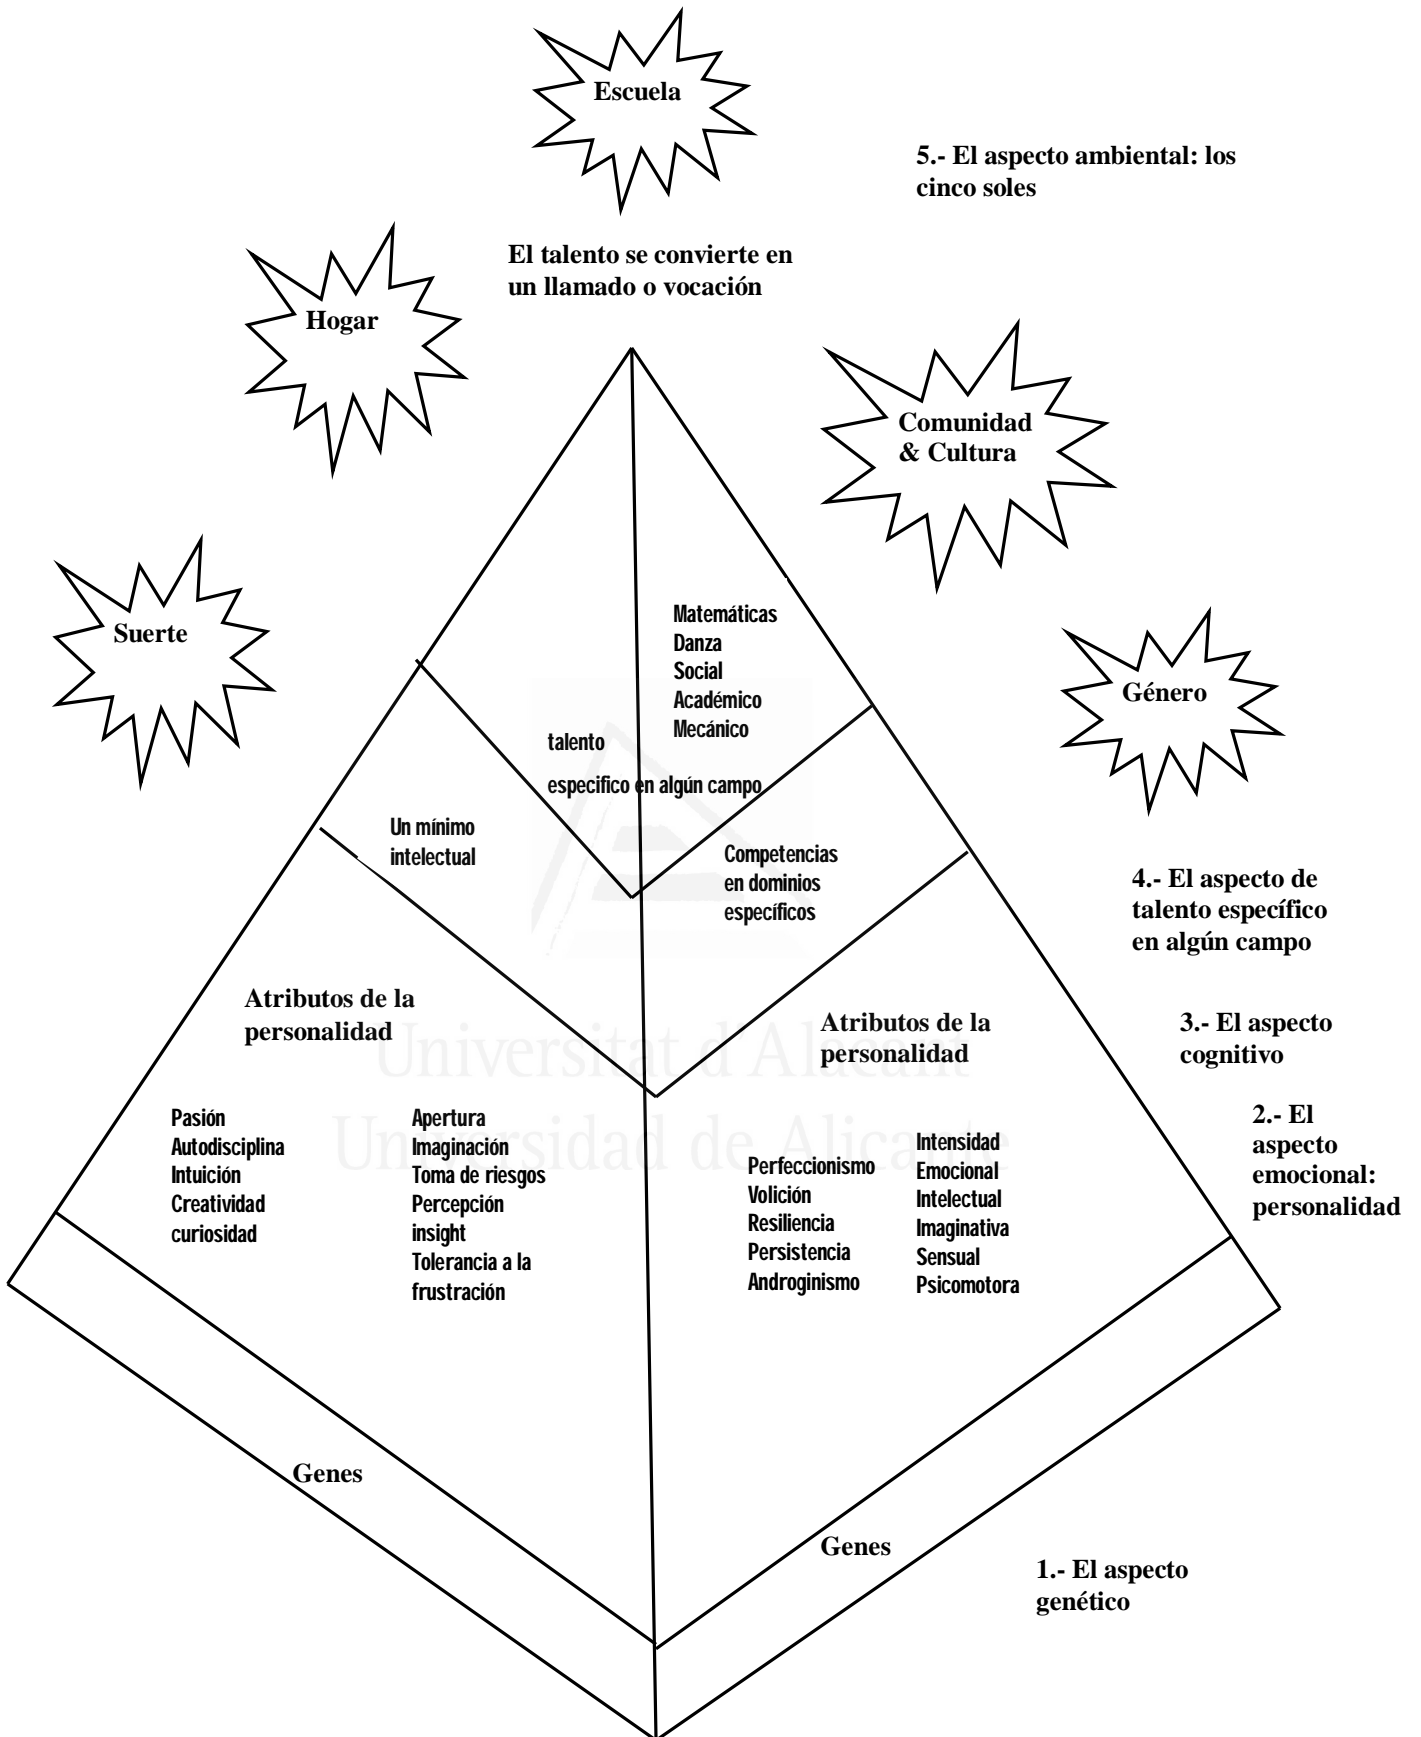 Escuela
5.- El aspecto ambiental: los
cinco soles
El talento se convierte en
un llamado o vocación
Hogar
Comunidad
& Cultura
Suerte
Género
Matemáticas
Danza
Social
Académico
Mecánico
talento
especifico en algún campo
Un mínimo
intelectual
Competencias
en dominios
específicos
4.- El aspecto de
talento específico
en algún campo
Atributos de la
personalidad
Atributos de la
personalidad
3.- El aspecto
cognitivo
Universitat d'Alacant
Universidad de Alicante
2.- El
aspecto
emocional:
personalidad
Pasión
Autodisciplina
Intuición
Creatividad
curiosidad
Apertura
Imaginación
Toma de riesgos
Percepción
insight
Tolerancia a la
frustración
Perfeccionismo
Volición
Resiliencia
Persistencia
Androginismo
Intensidad
Emocional
Intelectual
Imaginativa
Sensual
Psicomotora
Genes
Genes
1.- El aspecto
genético